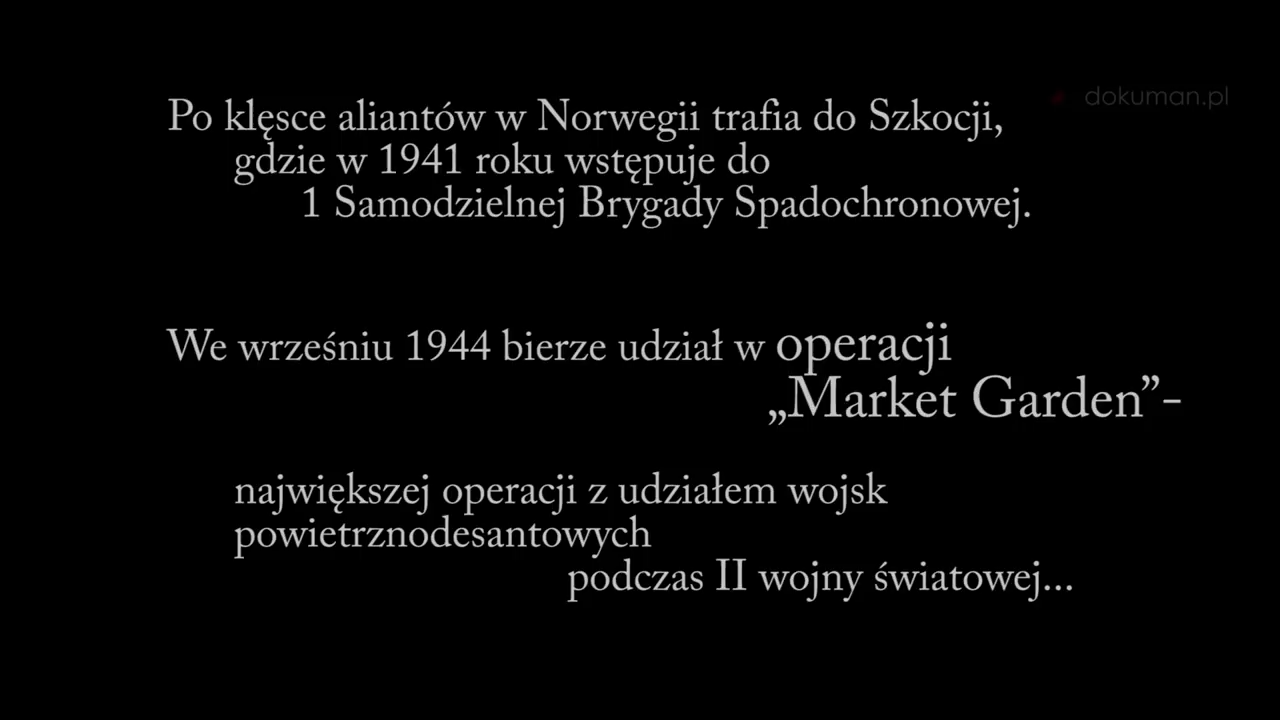 dokuman.pl
Po klęsce aliantów w Norwegii trafia do Szkocji,
gdzie w 1941 roku wstępuje do
1 Samodzielnej Brygady Spadochronowej.
We wrześniu 1944 bierze udział w operacji
„Market Garden”-
największej operacji z udziałem wojsk
powietrznodesantowych
podczas II wojny światowej...